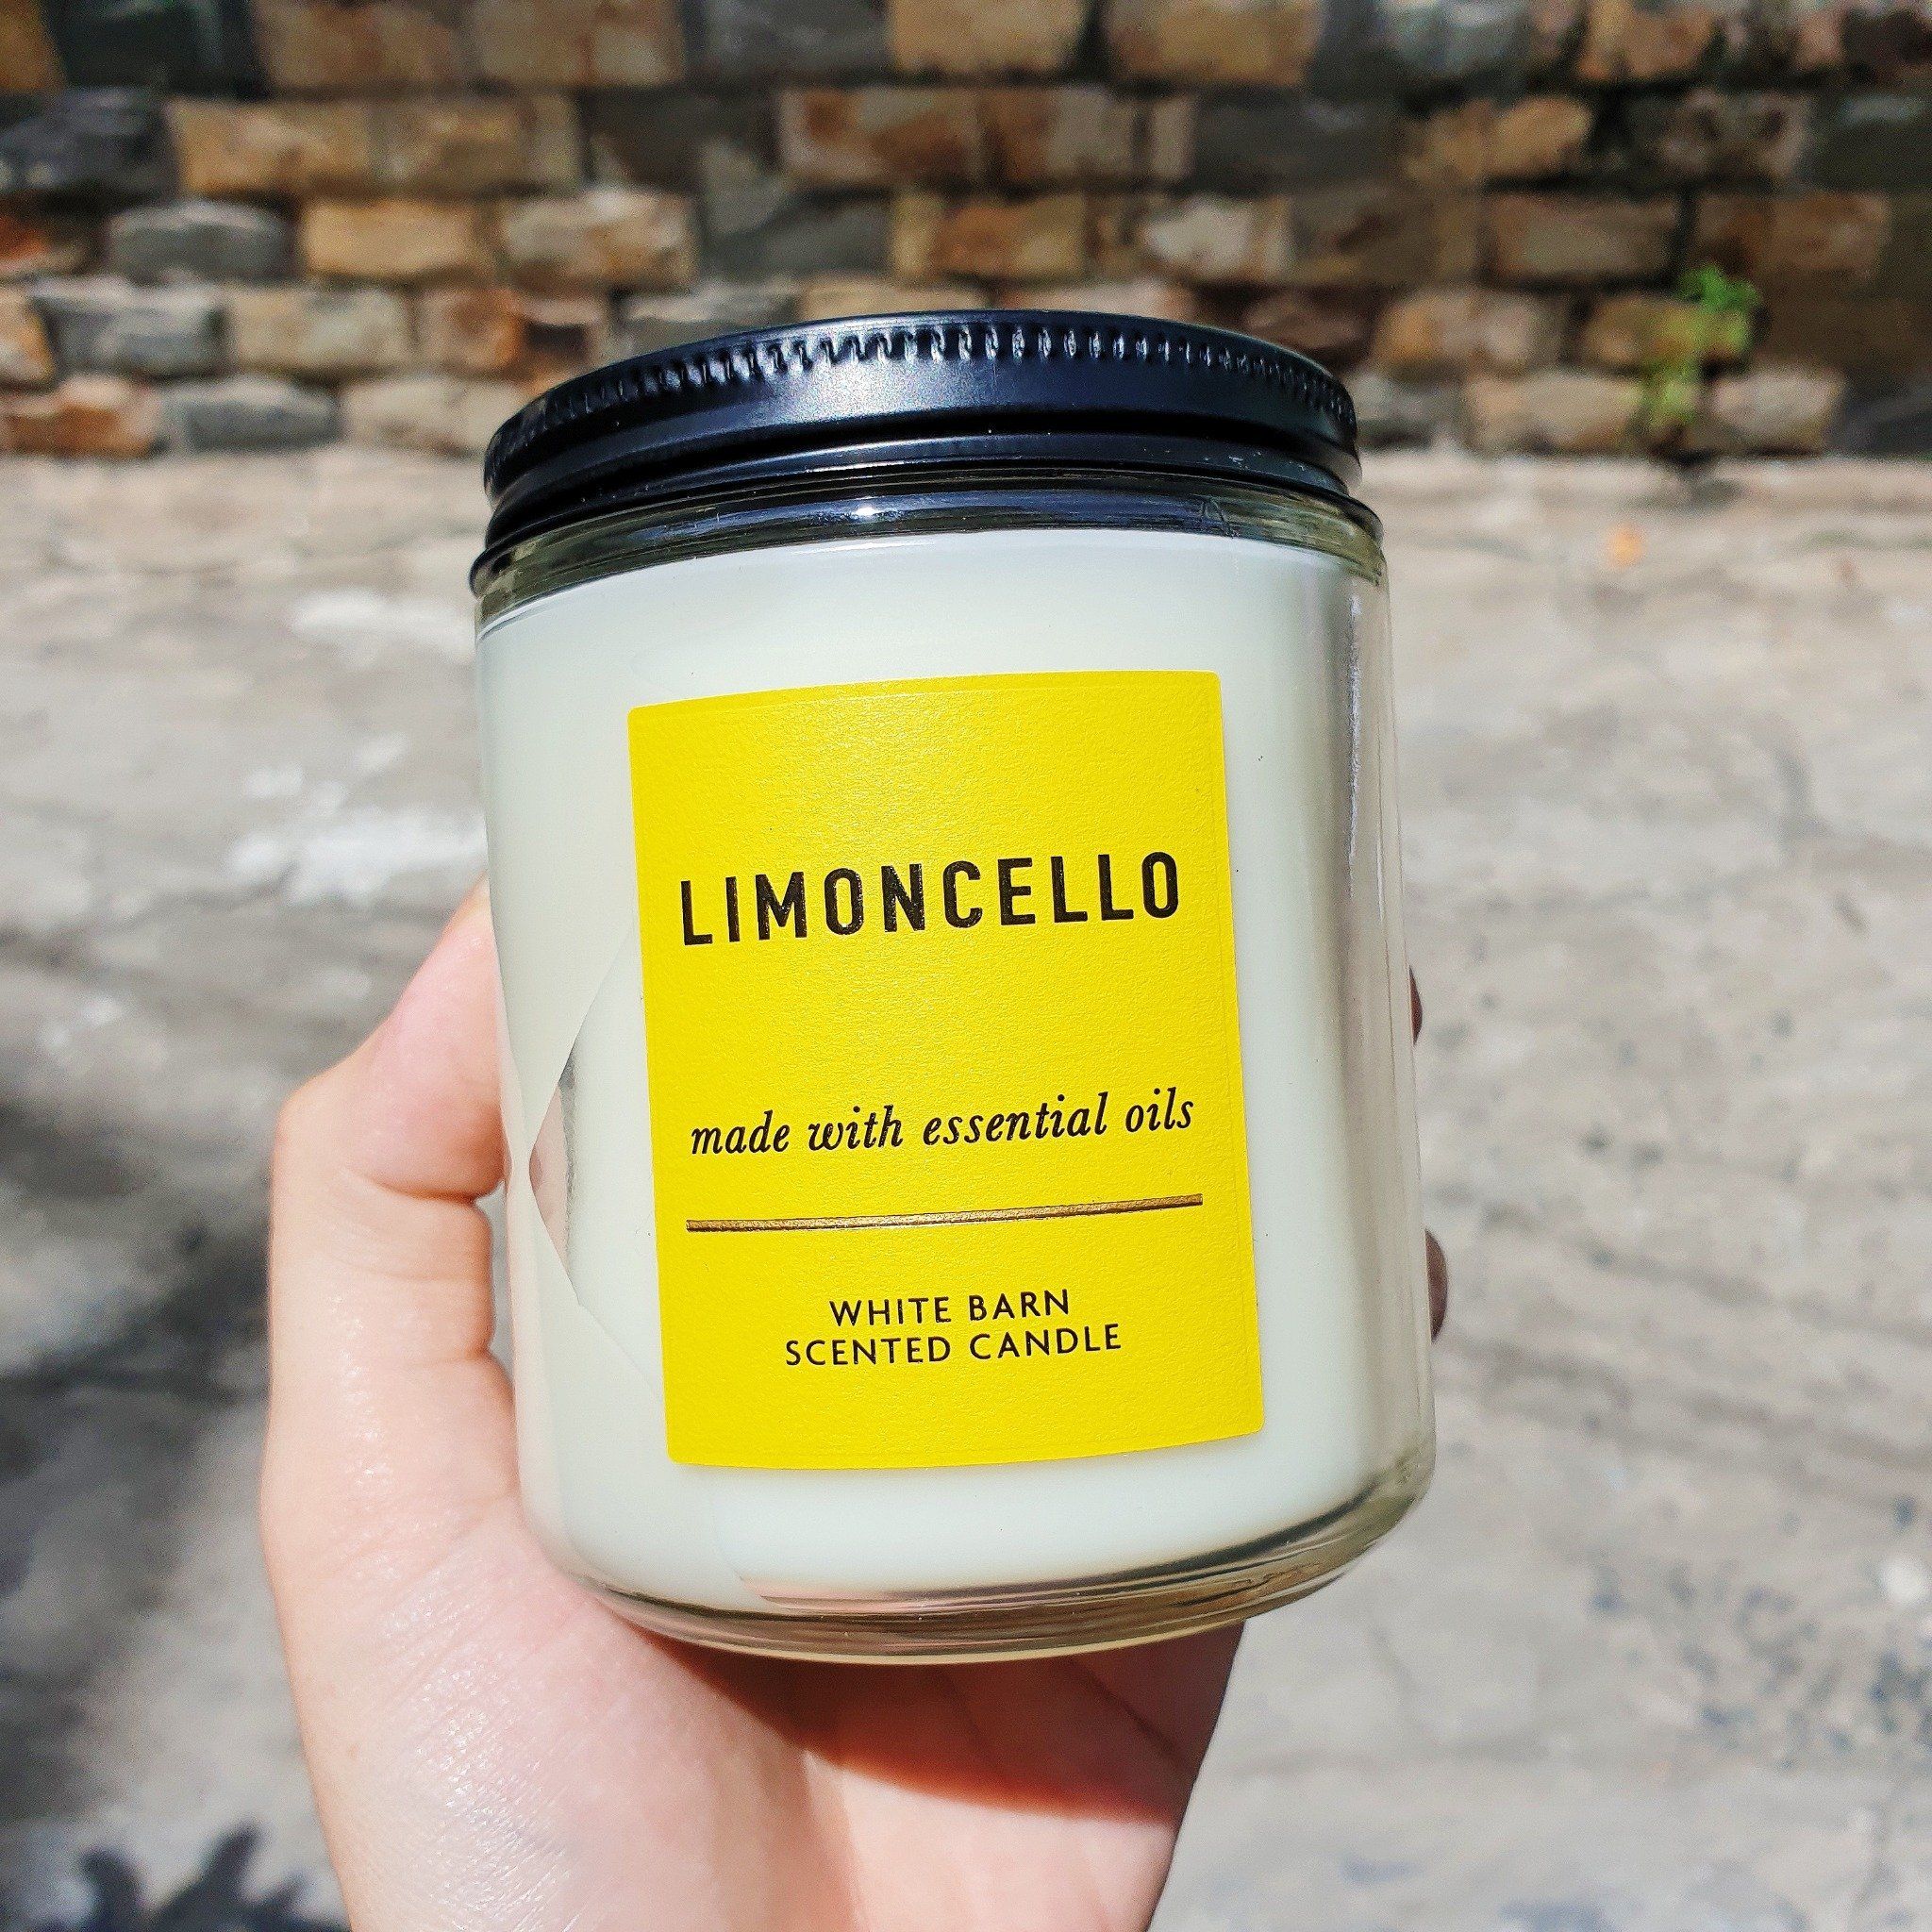 LIMONCELLO
made with essential oils
WHITE BARN
SCENTED CANDLE